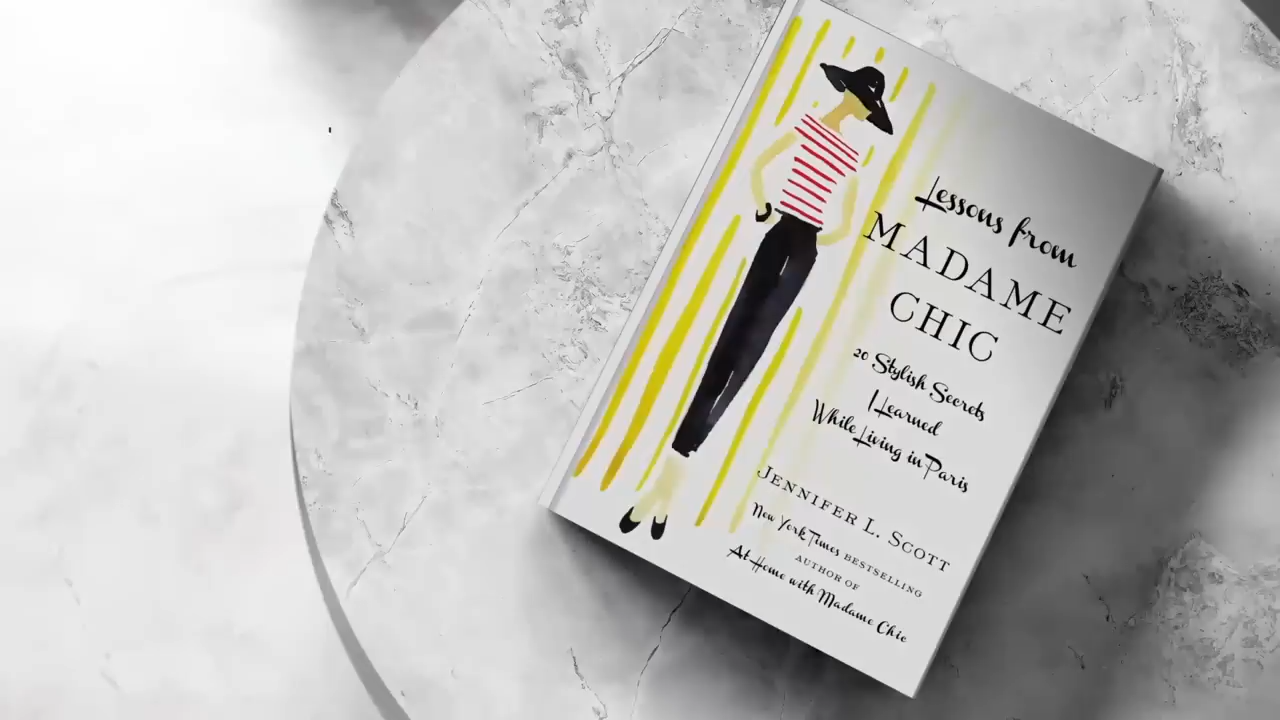 Lessons from
MADAME
CHIC
20 Stylish Secrets
I Learned
While Living in Paris
JENNIFER L. SCOTT
New York Times BESTSELLING
AUTHOR OF
At Home with Madame Chic